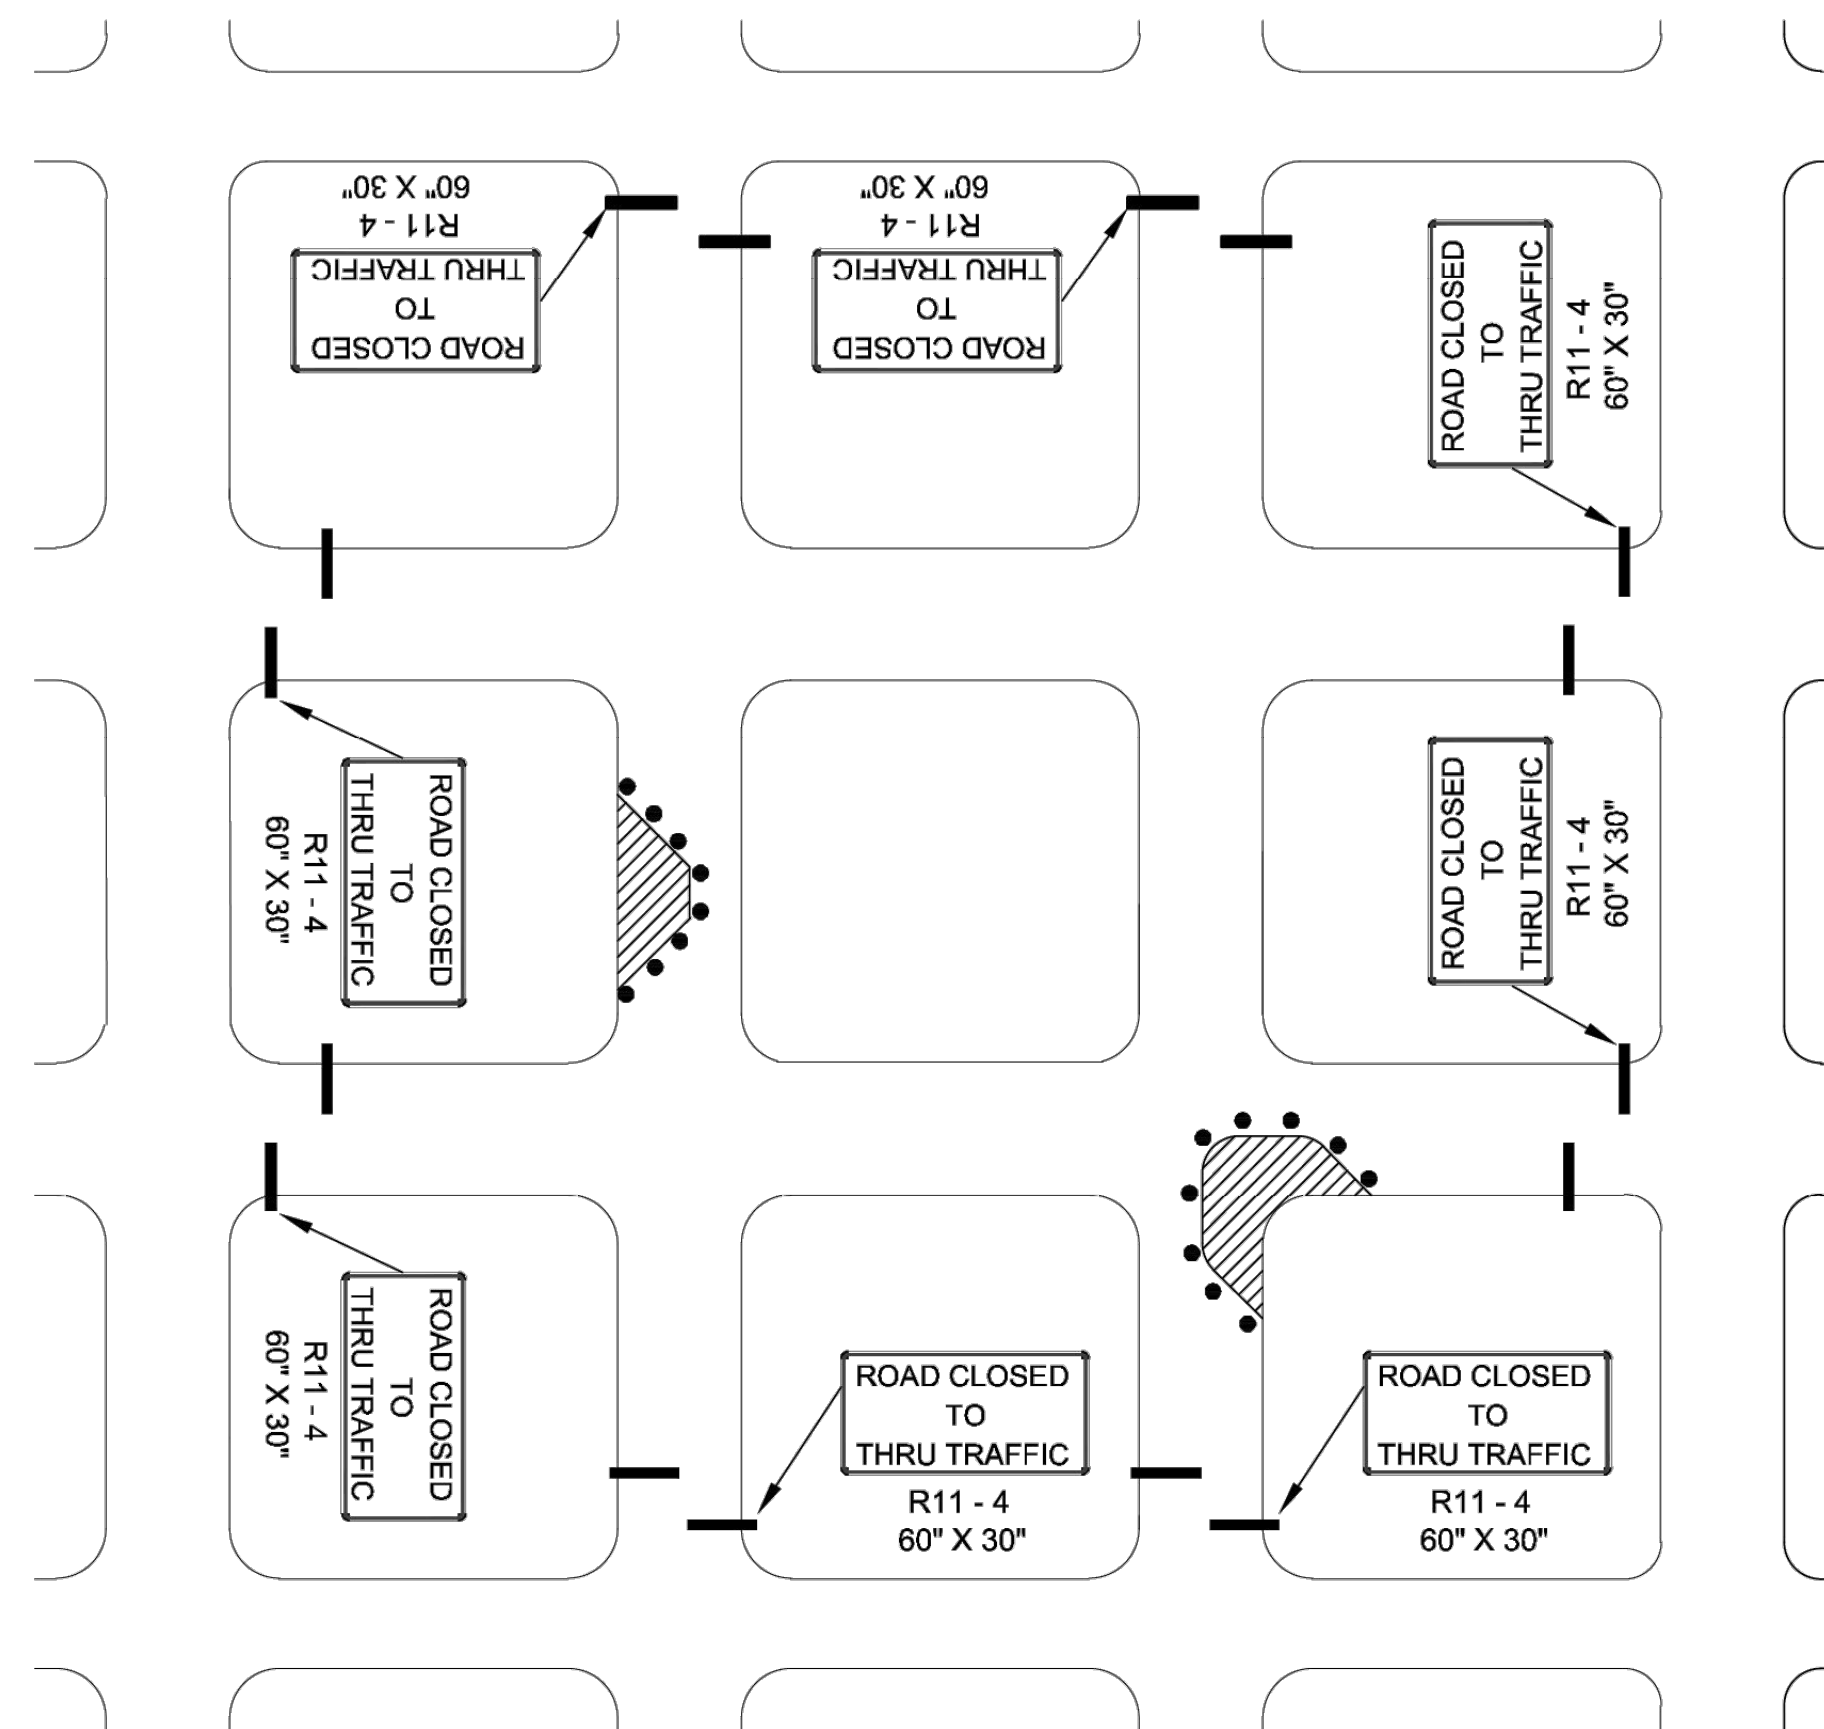 ROAD CLOSED
TO
THRU TRAFFIC
R11 - 4
60" X 30"
ROAD CLOSED
TO
THRU TRAFFIC
R11 - 4
60" X 30"
ROAD CLOSED
TO
THRU TRAFFIC
R11 - 4
60" X 30"
ROAD CLOSED
TO
THRU TRAFFIC
R11 - 4
60" X 30"
ROAD CLOSED
TO
THRU TRAFFIC
R11 - 4
60" X 30"
ROAD CLOSED
TO
THRU TRAFFIC
R11 - 4
60" X 30"
ROAD CLOSED
TO
THRU TRAFFIC
R11 - 4
60" X 30"
ROAD CLOSED
TO
THRU TRAFFIC
R11 - 4
60" X 30"